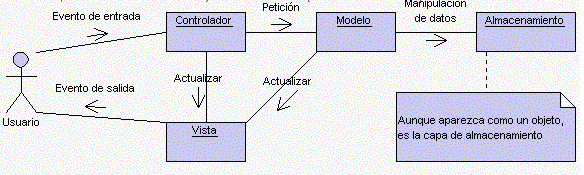 Evento de entrada
Controlador
Petición
Modelo
Manipulacion
de datos
Almacenamiento
Actualizar
Actualizar
Evento de salida
Usuario
Vista
Aunque aparezca como un objeto,
es la capa de almacenamiento